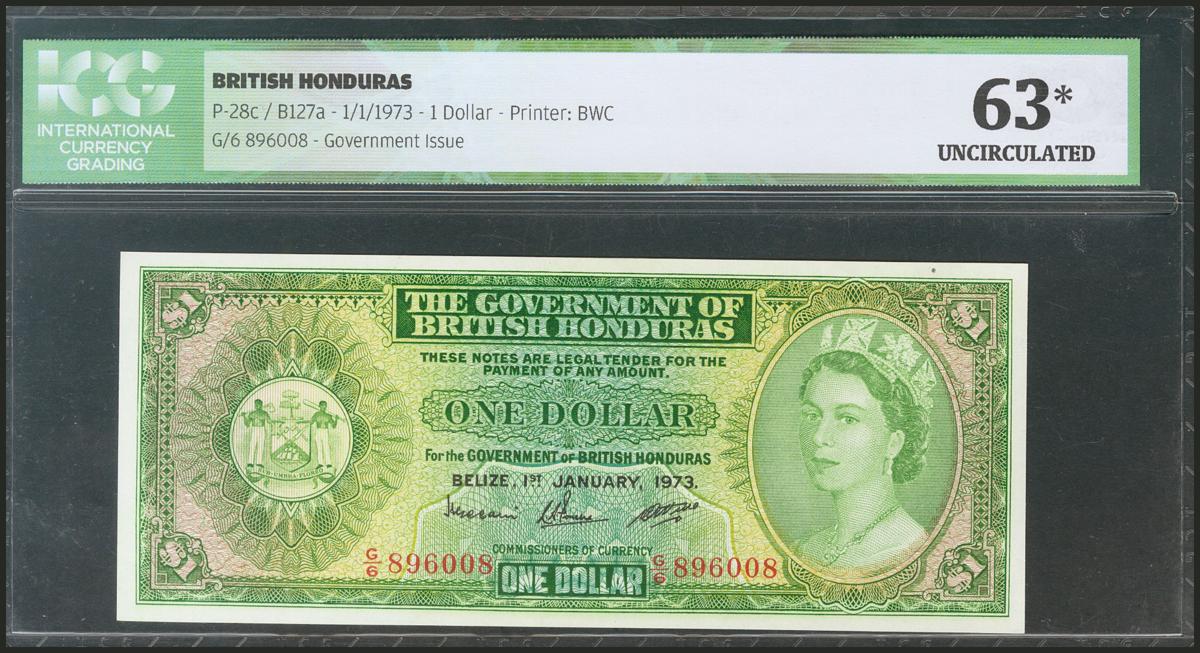 ICG
INTERNATIONAL
CURRENCY
GRADING
BRITISH HONDURAS
P-28c / B127a - 1/1/1973 - 1 Dollar - Printer: BWC
G/6 896008 - Government Issue
63*
UNCIRCULATED
$1
$1
THE GOVERNMENT OF
BRITISH HONDURAS
THESE NOTES ARE LEGAL TENDER FOR THE
PAYMENT OF ANY AMOUNT.
ONE DOLLAR
For the GOVERNMENT OF BRITISH HONDURAS
BELIZE, 1ST JANUARY, 1973.
COMMISSIONERS OF CURRENCY
G/6 896008
G/6 896008
ONE DOLLAR
$1
$1